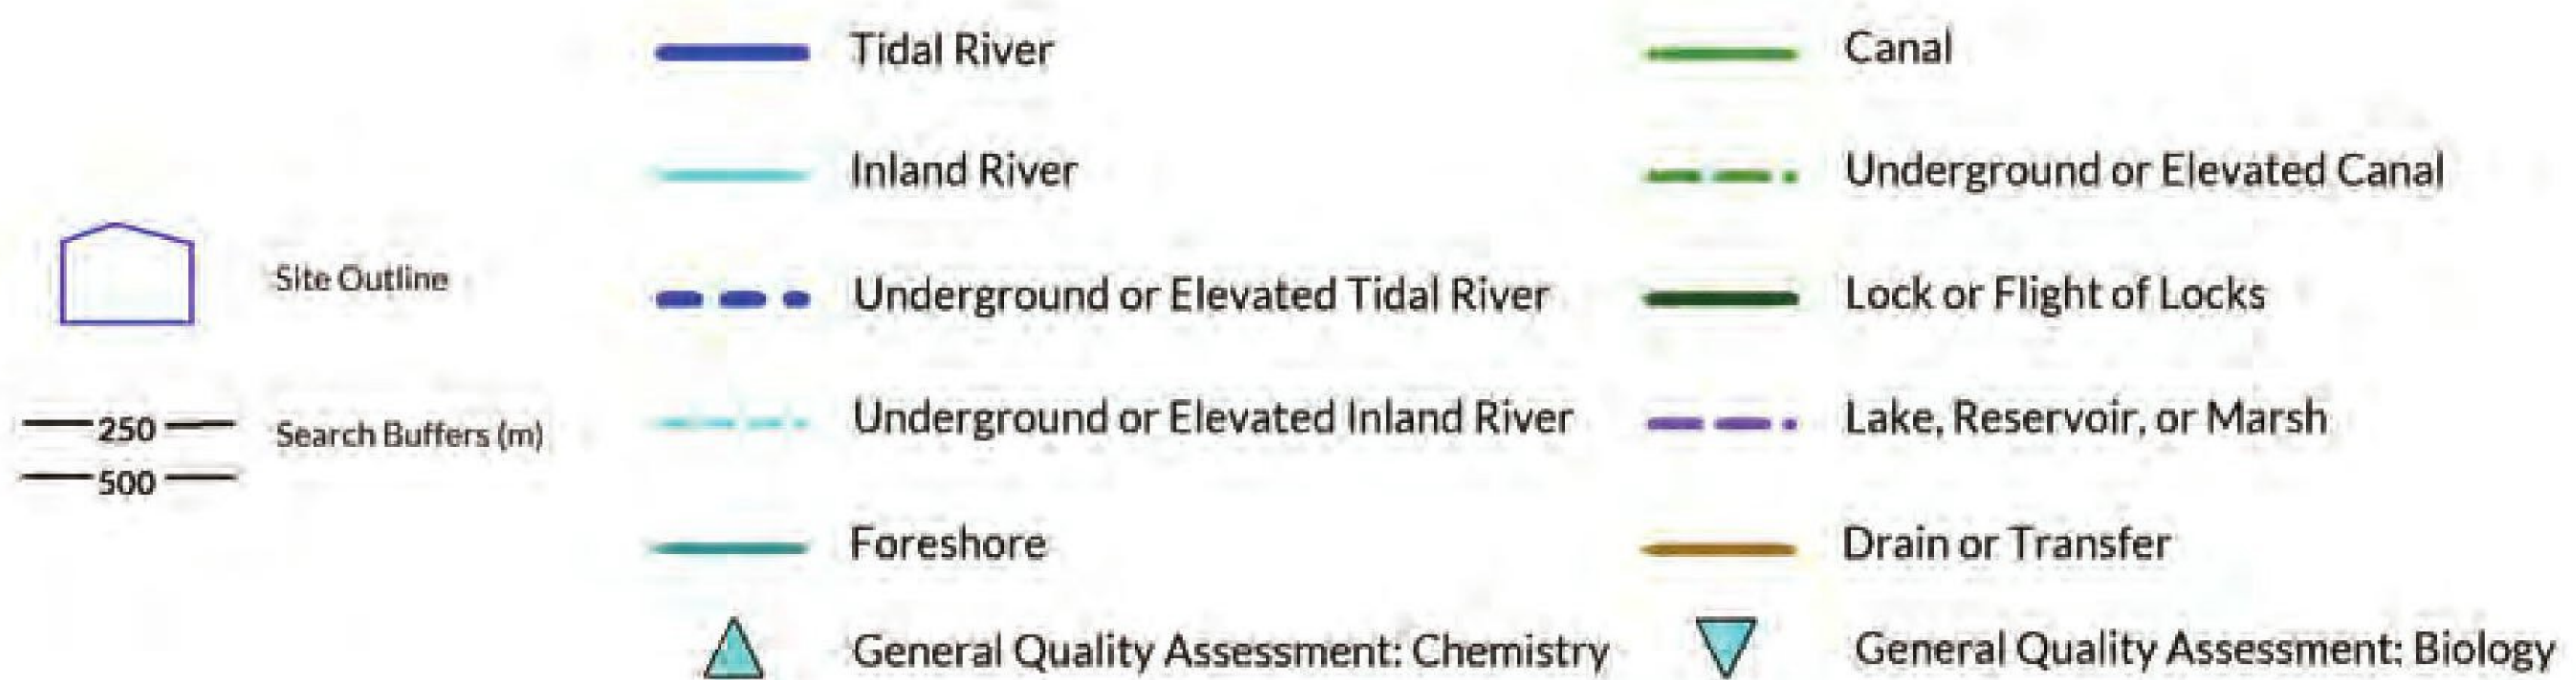 Site Outline
250
500
Search Buffers (m)
Tidal River
Inland River
Underground or Elevated Tidal River
Underground or Elevated Inland River
Foreshore
General Quality Assessment: Chemistry
Canal
Underground or Elevated Canal
Lock or Flight of Locks
Lake, Reservoir, or Marsh
Drain or Transfer
General Quality Assessment: Biology